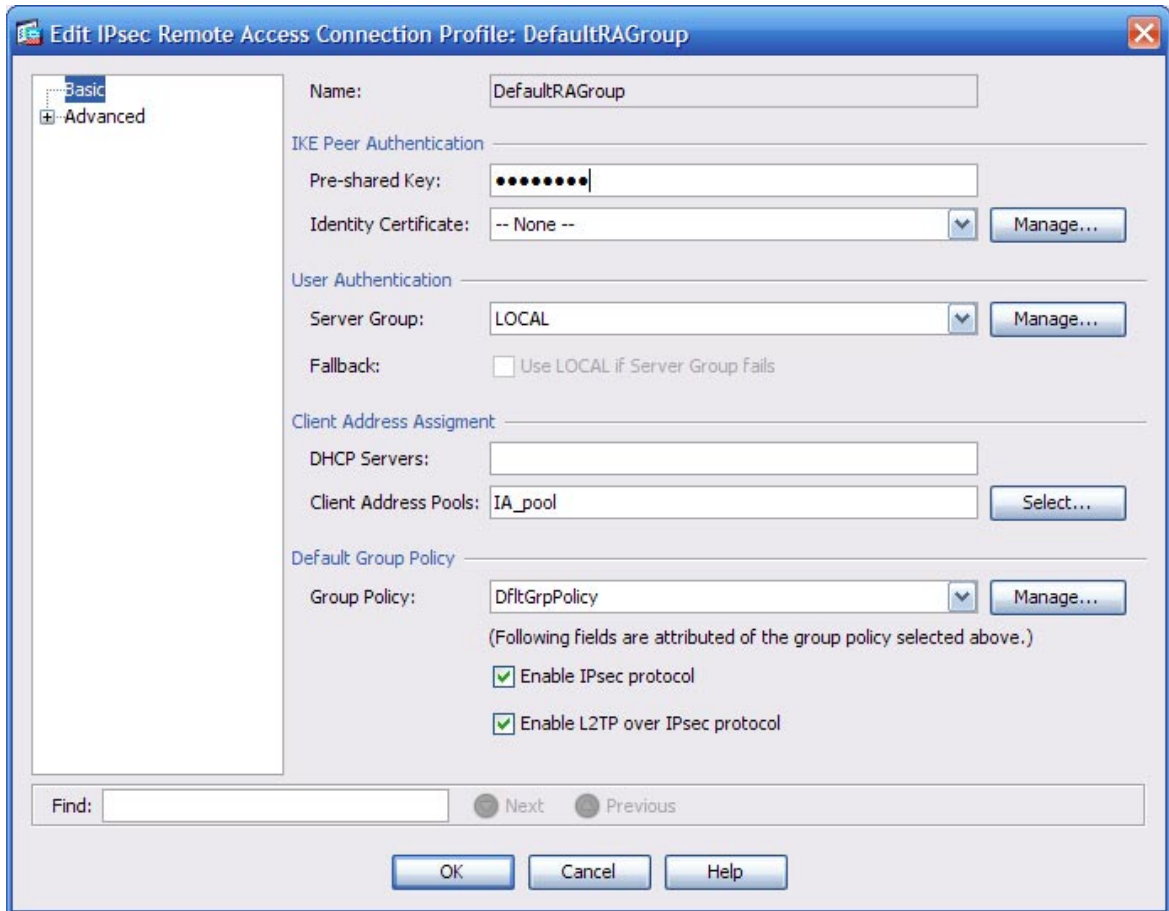 Edit IPsec Remote Access Connection Profile: DefaultRAGroup
Basic
Advanced
Name: DefaultRAGroup
IKE Peer Authentication
Pre-shared Key: ●●●●●●●●
Identity Certificate: -- None -- Manage...
User Authentication
Server Group: LOCAL Manage...
Fallback: Use LOCAL if Server Group fails
Client Address Assigment
DHCP Servers:
Client Address Pools: IA_pool Select...
Default Group Policy
Group Policy: DfltGrpPolicy Manage...
(Following fields are attributed of the group policy selected above.)
Enable IPsec protocol
Enable L2TP over IPsec protocol
Find: Next Previous
OK Cancel Help